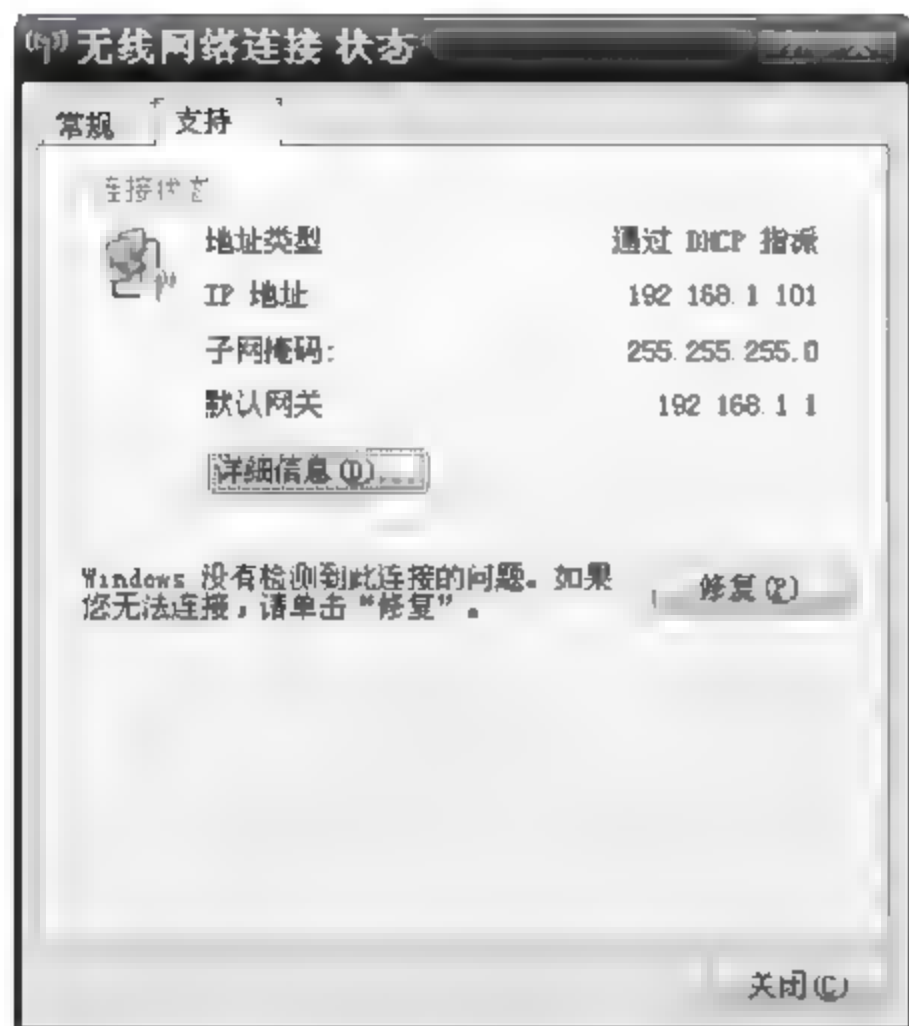 无线网络连接 状态
常规 支持
连接状态
地址类型 通过 DHCP 指派
IP 地址 192 168. 1 101
子网掩码: 255. 255. 255. 0
默认网关 192 168. 1 1
详细信息(D)...
Windows 没有检测到此连接的问题。如果
您无法连接,请单击“修复”。
修复(P)
关闭(C)